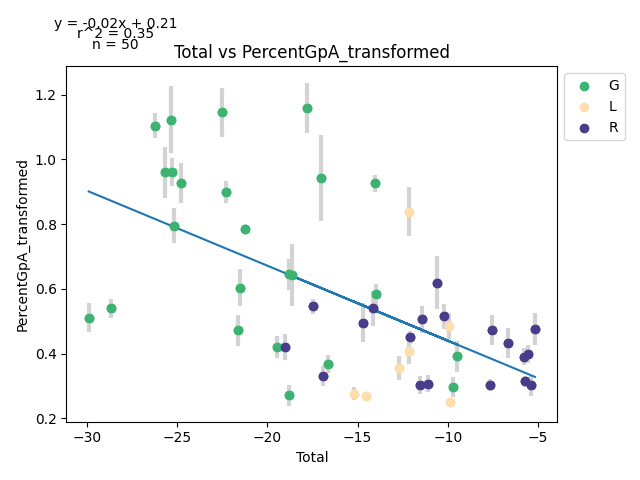 y = -0.02x + 0.21
r^2 = 0.35
n = 50
Total vs PercentGpA_transformed
G
L
R
1.2
1.0
0.8
0.6
0.4
0.2
PercentGpA_transformed
−30 −25 −20 −15 −10 −5
Total